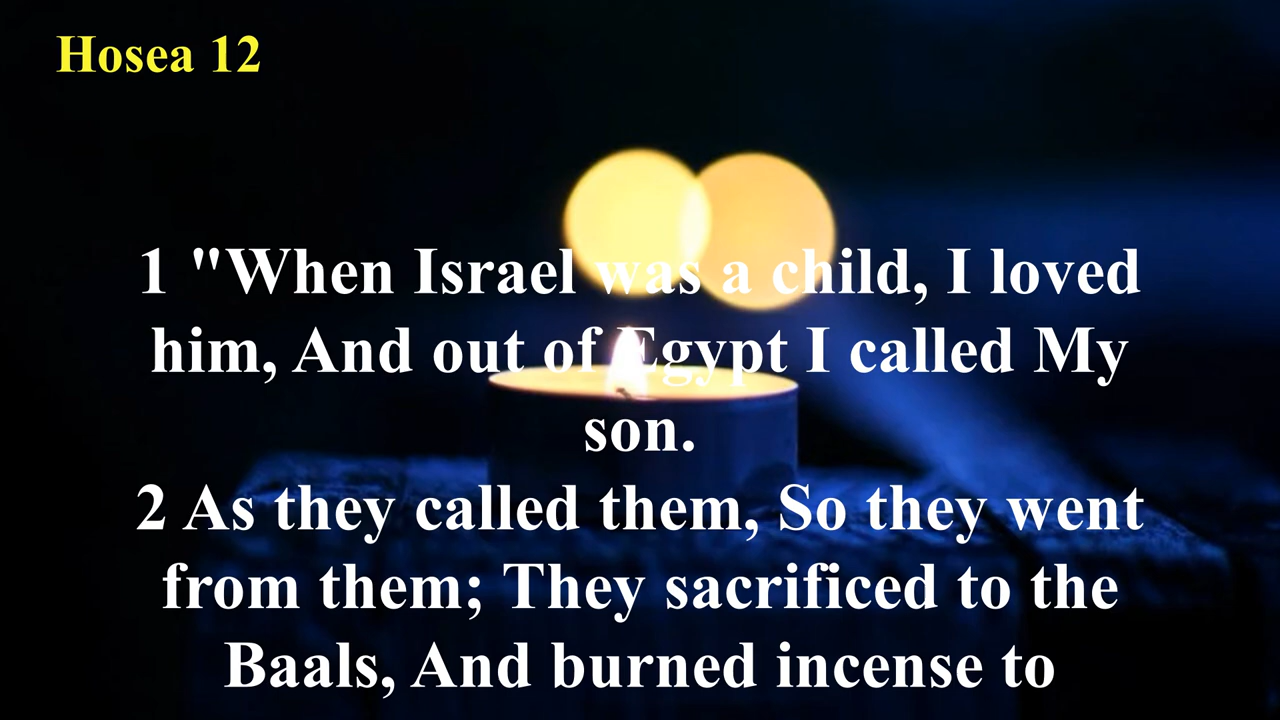 Hosea 12
1 "When Israel was a child, I loved
him, And out of Egypt I called My
son.
2 As they called them, So they went
from them; They sacrificed to the
Baals, And burned incense to